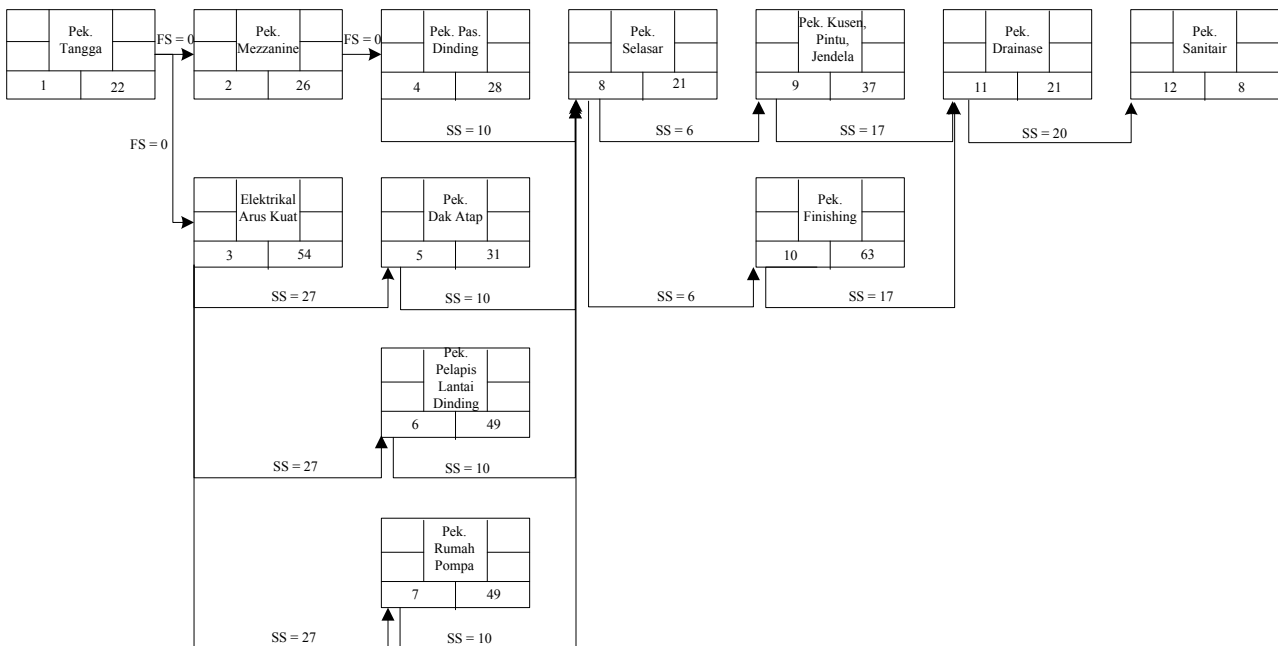 Pek.
Tangga
1 22
FS = 0
Pek.
Mezzanine
2 26
FS = 0
Pek. Pas.
Dinding
4 28
Pek.
Selasar
8 21
Pek. Kusen,
Pintu,
Jendela
9 37
Pek.
Drainase
11 21
Pek.
Sanitair
12 8
FS = 0
SS = 10
SS = 6
SS = 17
SS = 20
Elektrikal
Arus Kuat
3 54
Pek.
Dak Atap
5 31
Pek.
Finishing
10 63
SS = 27
SS = 10
SS = 6
SS = 17
Pek.
Pelapis
Lantai
Dinding
6 49
SS = 27
SS = 10
Pek.
Rumah
Pompa
7 49
SS = 27
SS = 10